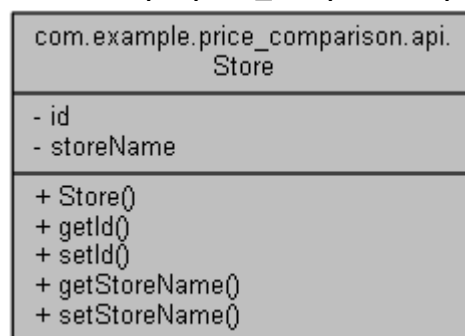 com.example.price_comparison.api.
Store
- id
- storeName
+ Store()
+ getId()
+ setId()
+ getStoreName()
+ setStoreName()